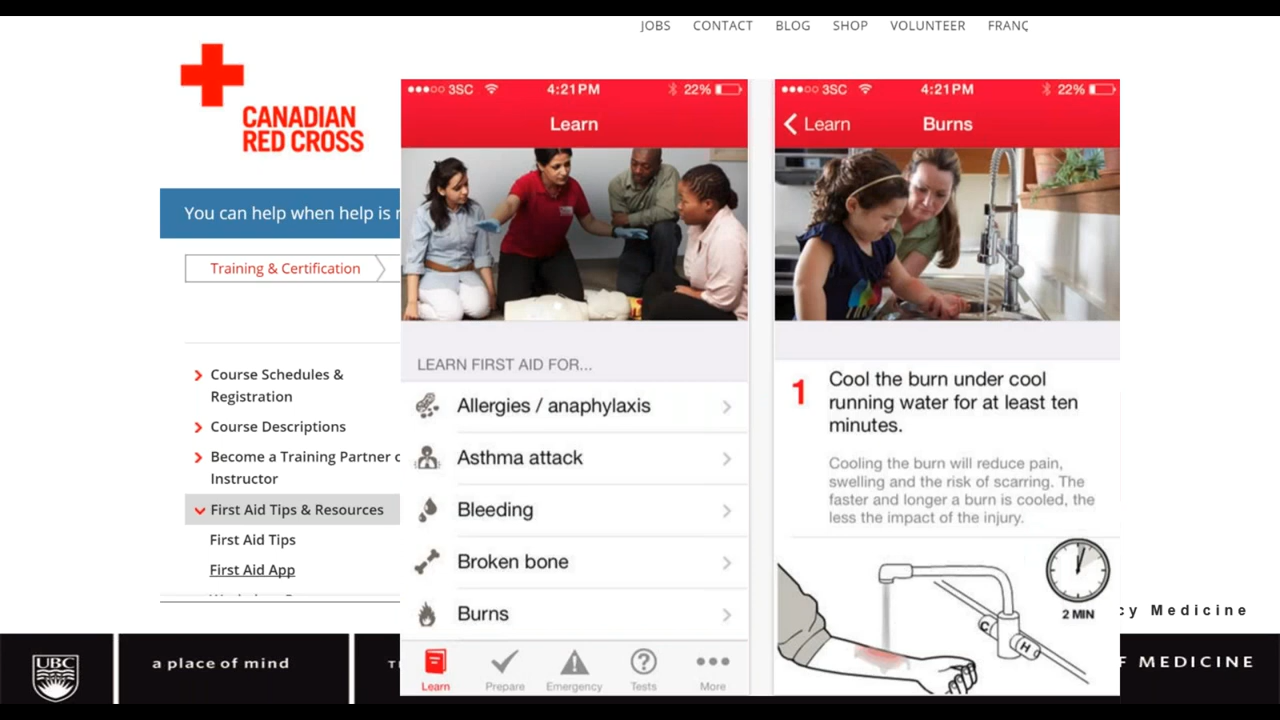 JOBS CONTACT BLOG SHOP VOLUNTEER FRANÇ
CANADIAN
RED CROSS
You can help when help is
Training & Certification
Course Schedules &
Registration
Course Descriptions
Become a Training Partner
Instructor
First Aid Tips & Resources
First Aid Tips
First Aid App
3SC 4:21PM 22%
Learn
LEARN FIRST AID FOR...
Allergies / anaphylaxis
Asthma attack
Bleeding
Broken bone
Burns
Learn Prepare Emergency Tests More
3SC 4:21PM 22%
Learn Burns
1 Cool the burn under cool
running water for at least ten
minutes.
Cooling the burn will reduce pain,
swelling and the risk of scarring. The
faster and longer a burn is cooled, the
less the impact of the injury.
2 MIN
C
H
cy Medicine
UBC
a place of mind
F MEDICINE